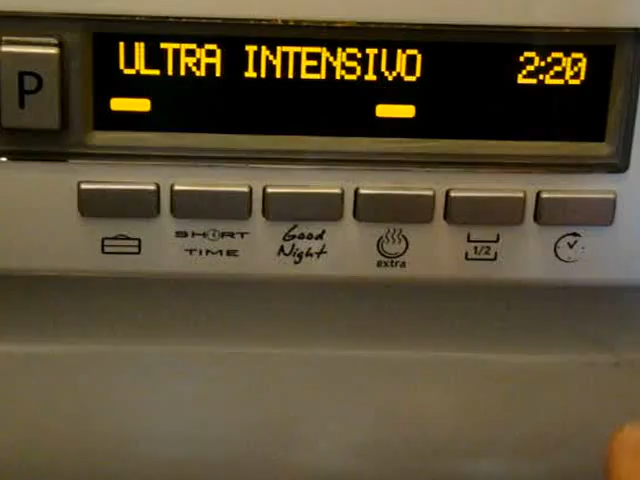 P
ULTRA INTENSIVO 2:20
SHORT TIME
Good Night
extra
1/2